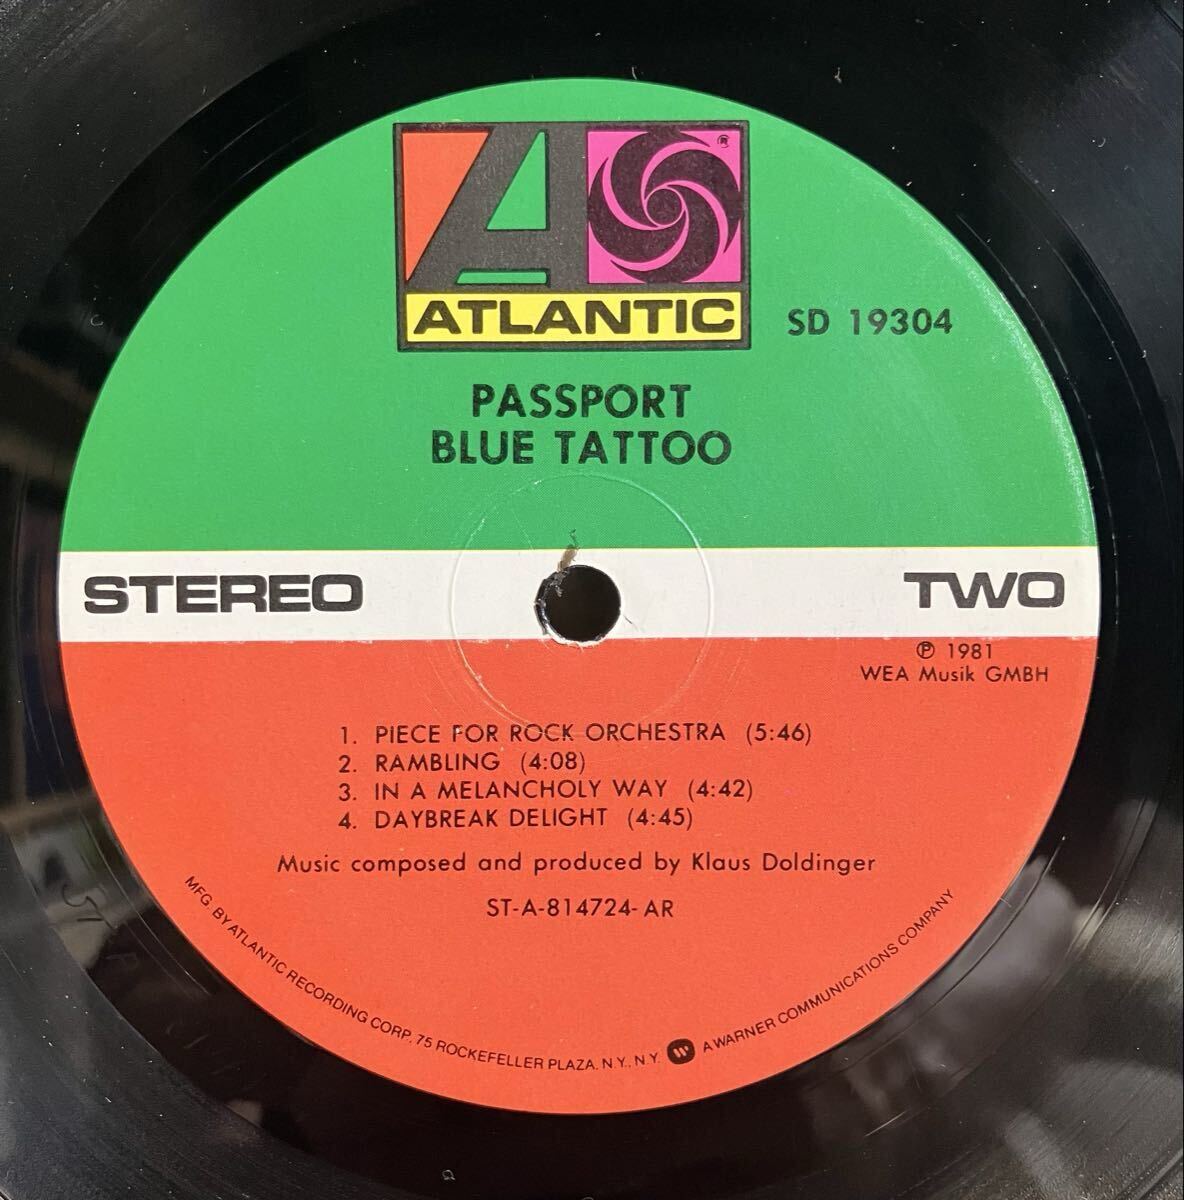 ®
ATLANTIC
SD 19304
PASSPORT
BLUE TATTOO
STEREO
TWO
℗ 1981
WEA Musik GMBH
1. PIECE FOR ROCK ORCHESTRA (5:46)
2. RAMBLING (4:08)
3. IN A MELANCHOLY WAY (4:42)
4. DAYBREAK DELIGHT (4:45)
Music composed and produced by Klaus Doldinger
ST-A-814724-AR
MFG. BY ATLANTIC RECORDING CORP. 75 ROCKEFELLER PLAZA. N.Y., N.Y. A WARNER COMMUNICATIONS COMPANY